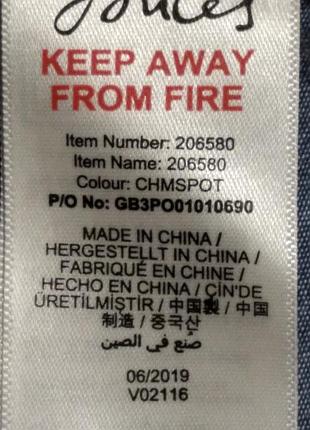 Joules
KEEP AWAY
FROM FIRE
Item Number: 206580
Item Name: 206580
Colour: CHMSPOT
P/O No: GB3PO01010690
MADE IN CHINA /
HERGESTELLT IN CHINA /
FABRIQUÉ EN CHINE /
HECHO EN CHINA / ÇİN'DE
ÜRETİLMİŞTİR / 中国製 / 中国
制造 / 중국산
صُنع في الصين
06/2019
V02116